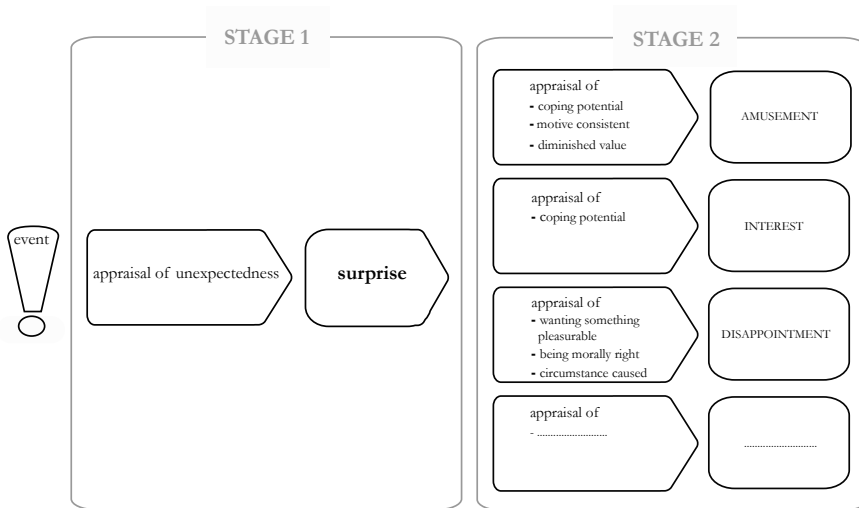 STAGE 1
event
appraisal of unexpectedness
surprise
STAGE 2
appraisal of
- coping potential
- motive consistent
- diminished value
AMUSEMENT
appraisal of
- coping potential
INTEREST
appraisal of
- wanting something
pleasurable
- being morally right
- circumstance caused
DISAPPOINTMENT
appraisal of
- ...........................
...........................